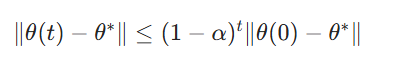 ‖θ(t) − θ*‖ ≤ (1 − α)ᵗ‖θ(0) − θ*‖